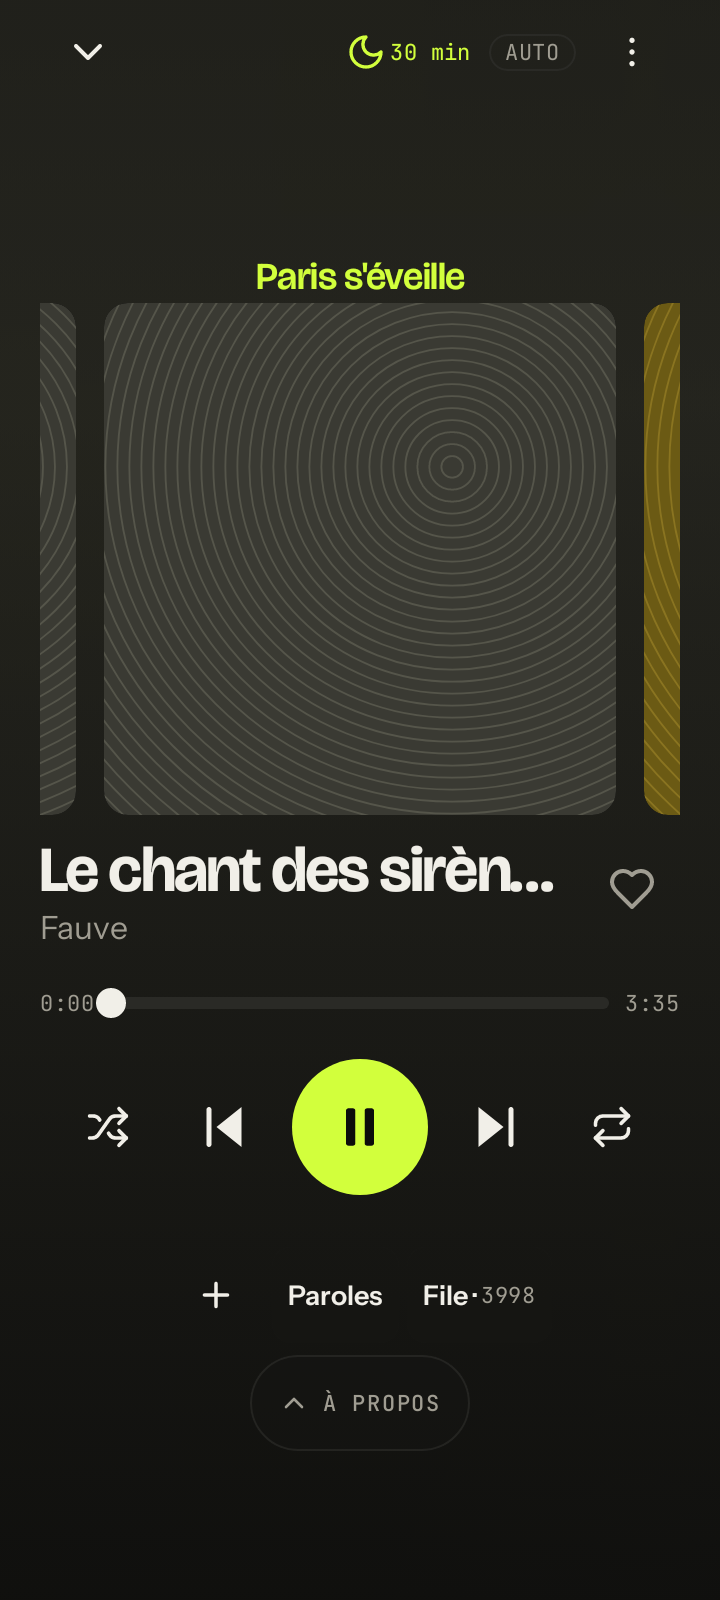 30 min AUTO
Paris s'éveille
Le chant des sirèn...
Fauve
0:00 3:35
Paroles File·3998
À PROPOS